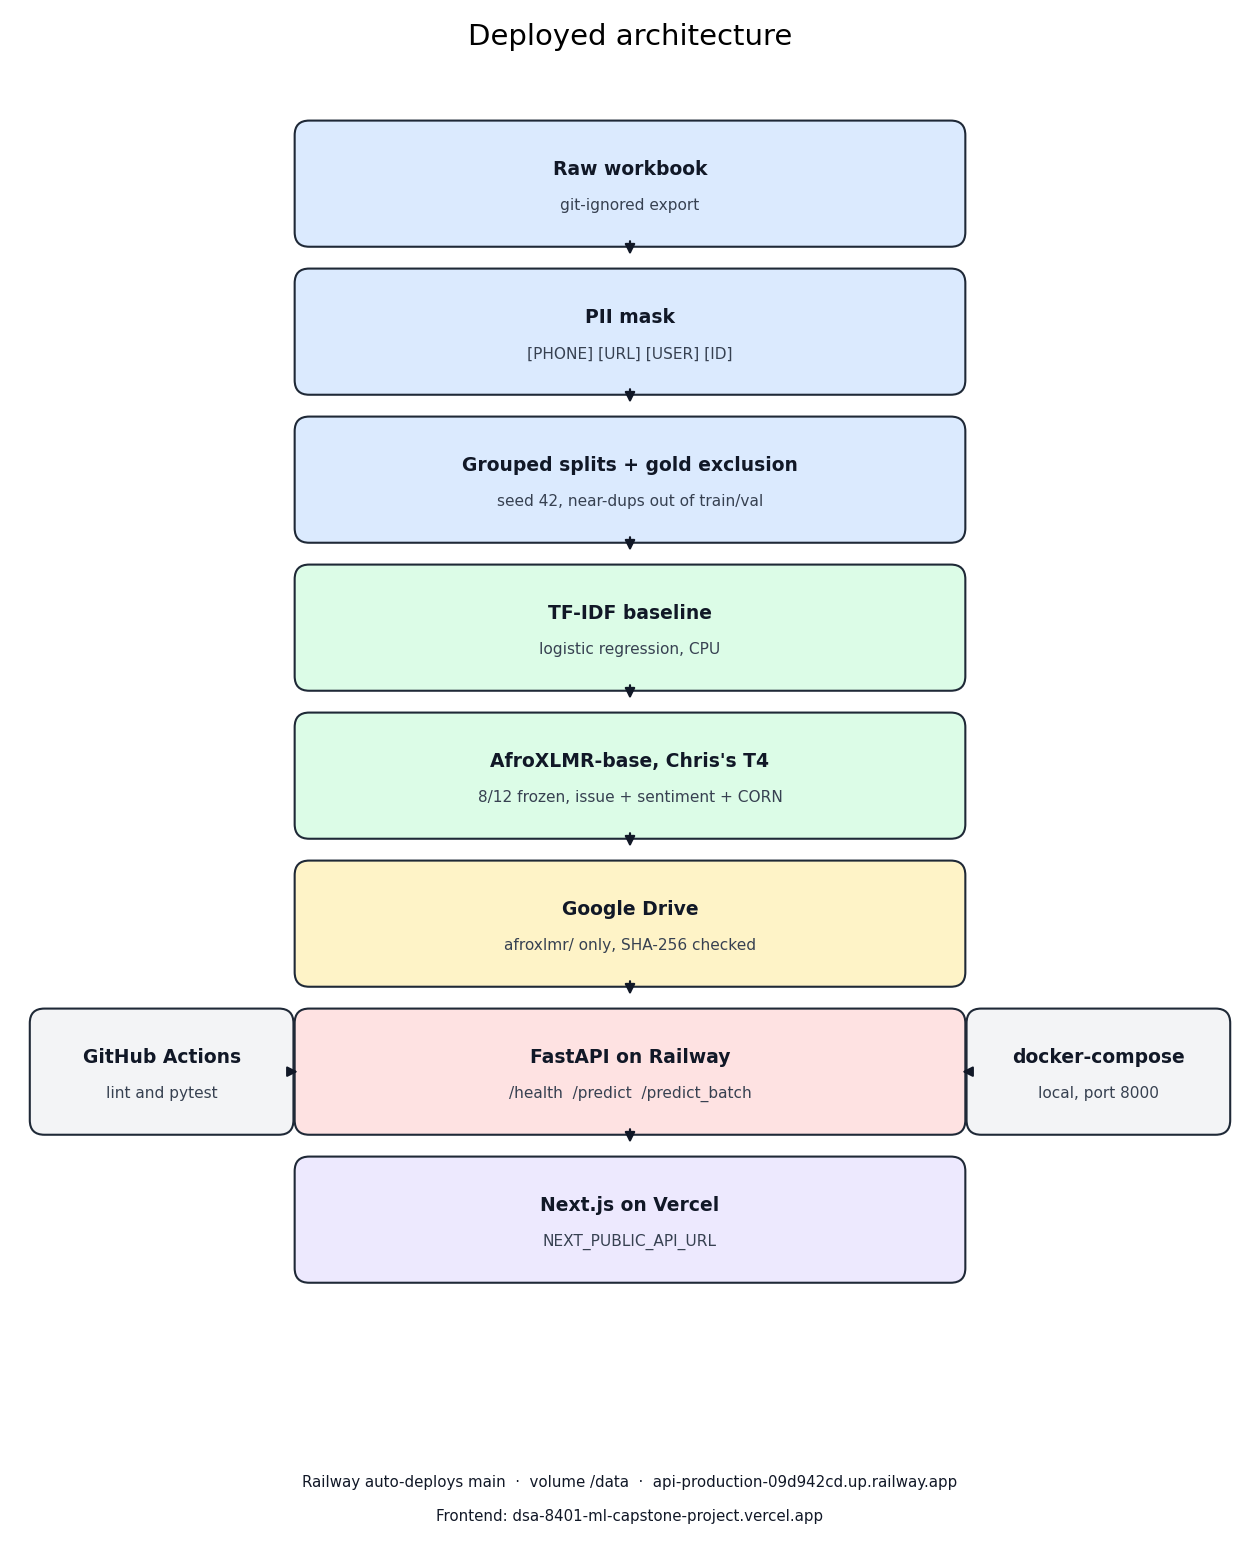 Deployed architecture
Raw workbook
git-ignored export
PII mask
[PHONE] [URL] [USER] [ID]
Grouped splits + gold exclusion
seed 42, near-dups out of train/val
TF-IDF baseline
logistic regression, CPU
AfroXLMR-base, Chris's T4
8/12 frozen, issue + sentiment + CORN
Google Drive
afroxlmr/ only, SHA-256 checked
GitHub Actions
lint and pytest
FastAPI on Railway
/health  /predict  /predict_batch
docker-compose
local, port 8000
Next.js on Vercel
NEXT_PUBLIC_API_URL
Railway auto-deploys main  ·  volume /data  ·  api-production-09d942cd.up.railway.app
Frontend: dsa-8401-ml-capstone-project.vercel.app